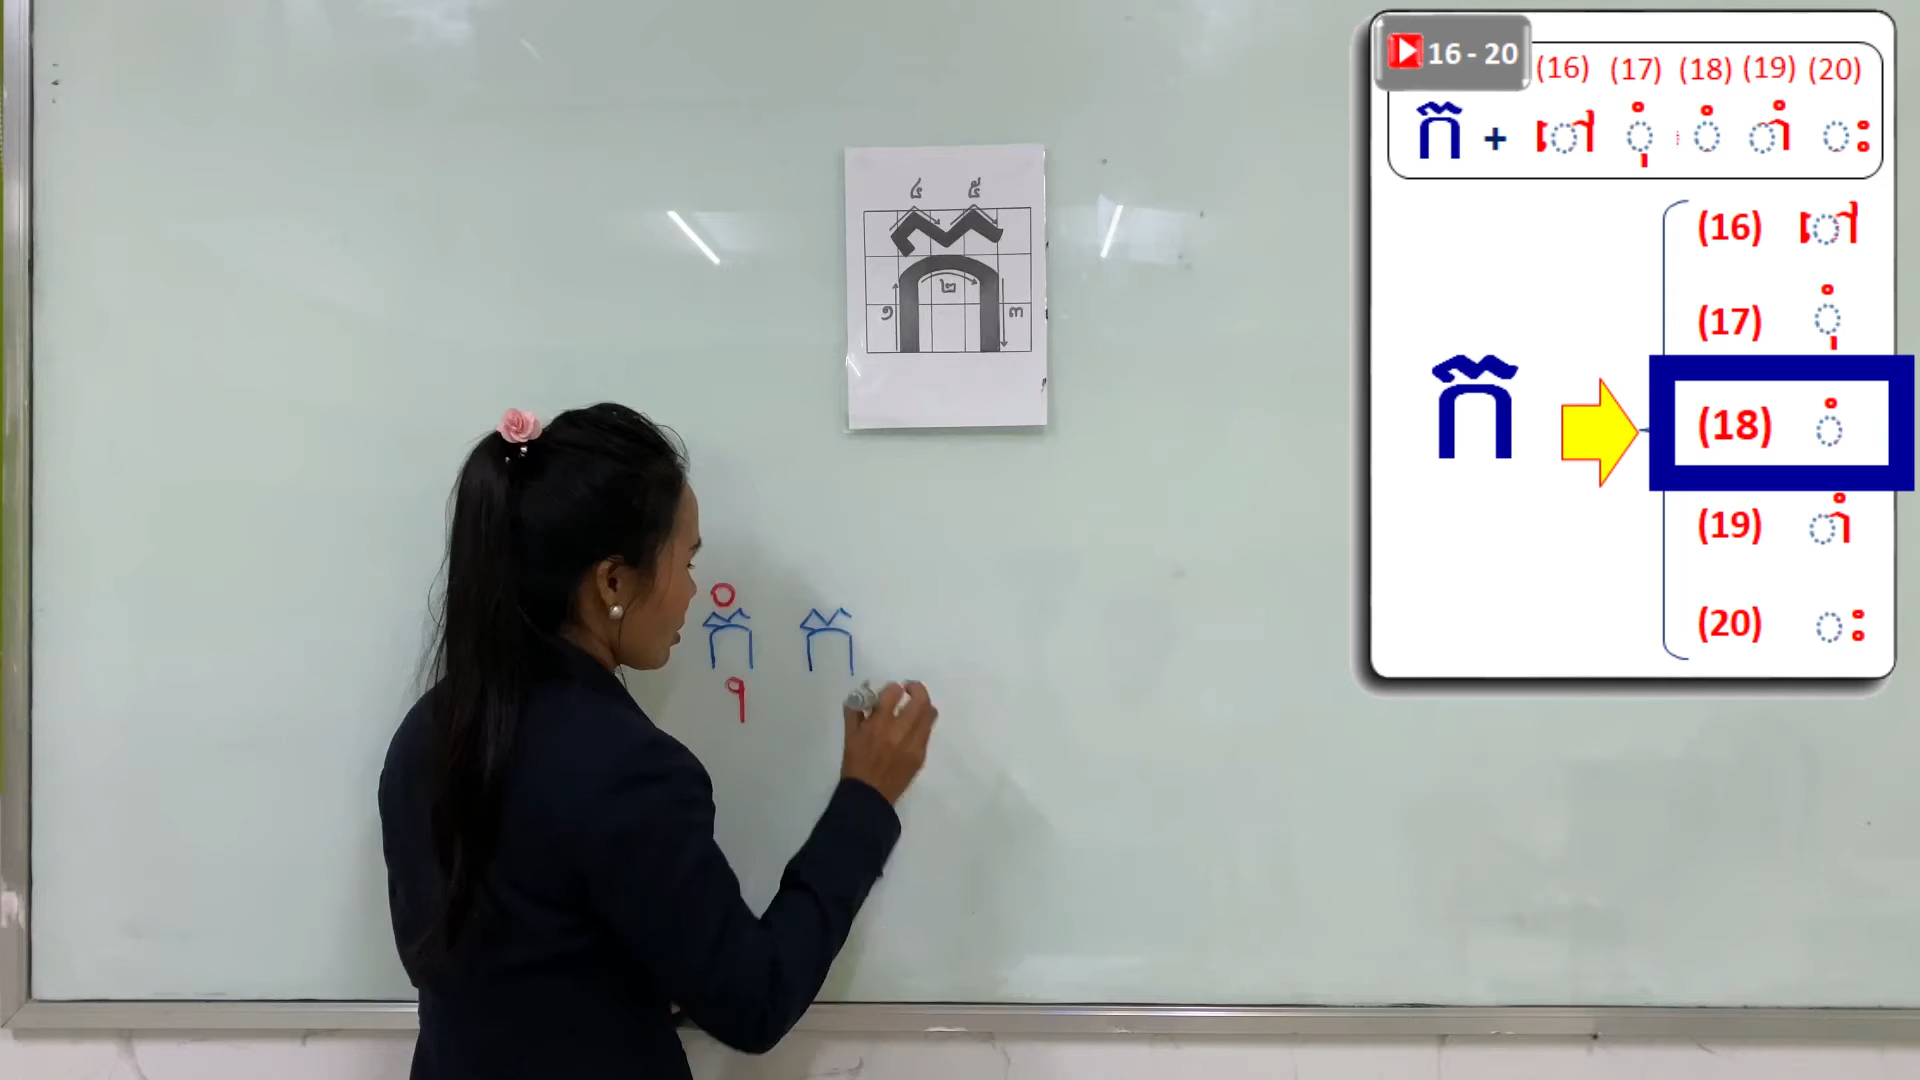 16 - 20
(16) (17) (18) (19) (20)
ក + ◌ៅ ◌ុំ ◌ំ ◌ាំ ◌ះ
(16) ◌ៅ
(17) ◌ុំ
ក (18) ◌ំ
(19) ◌ាំ
(20) ◌ះ
៤ ៥
២
១ ៣
កុំ ក